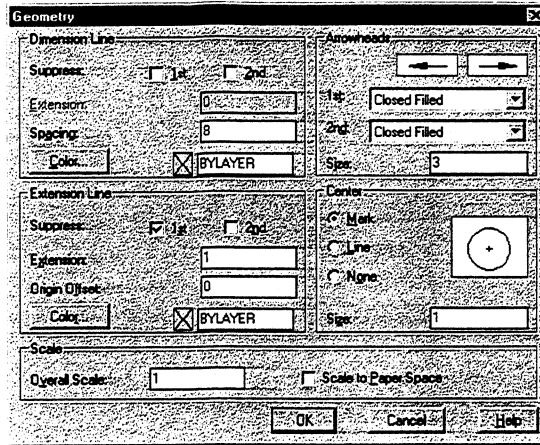 Geometry
Dimension Line
Suppress: 1st 2nd
Extension: 0
Spacing: 8
Color... BYLAYER
Arrowheads
1st: Closed Filled
2nd: Closed Filled
Size: 3
Extension Line
Suppress: 1st 2nd
Extension: 1
Origin Offset: 0
Color... BYLAYER
Center
Mark
Line
None
Size: 1
Scale
Overall Scale: 1
Scale to Paper Space
OK Cancel Help